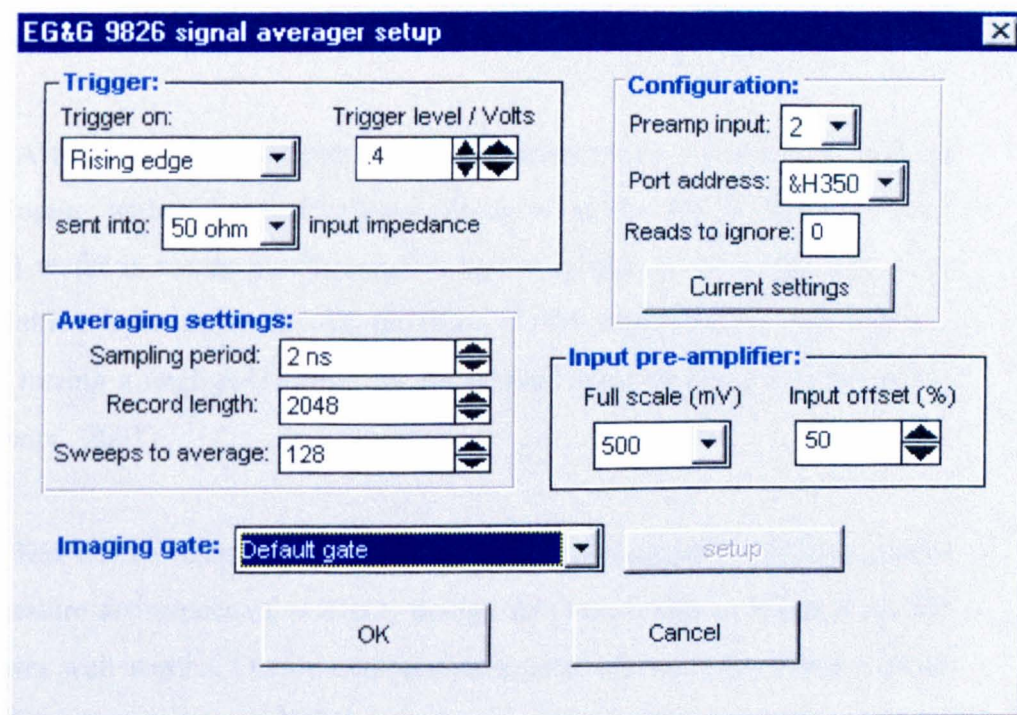 EG&G 9826 signal averager setup
Trigger:
Trigger on:
Trigger level / Volts
Rising edge
.4
sent into: 50 ohm input impedance
Configuration:
Preamp input: 2
Port address: &H350
Reads to ignore: 0
Current settings
Averaging settings:
Sampling period: 2 ns
Record length: 2048
Sweeps to average: 128
Input pre-amplifier:
Full scale (mV)
Input offset (%)
500
50
Imaging gate: Default gate
setup
OK
Cancel